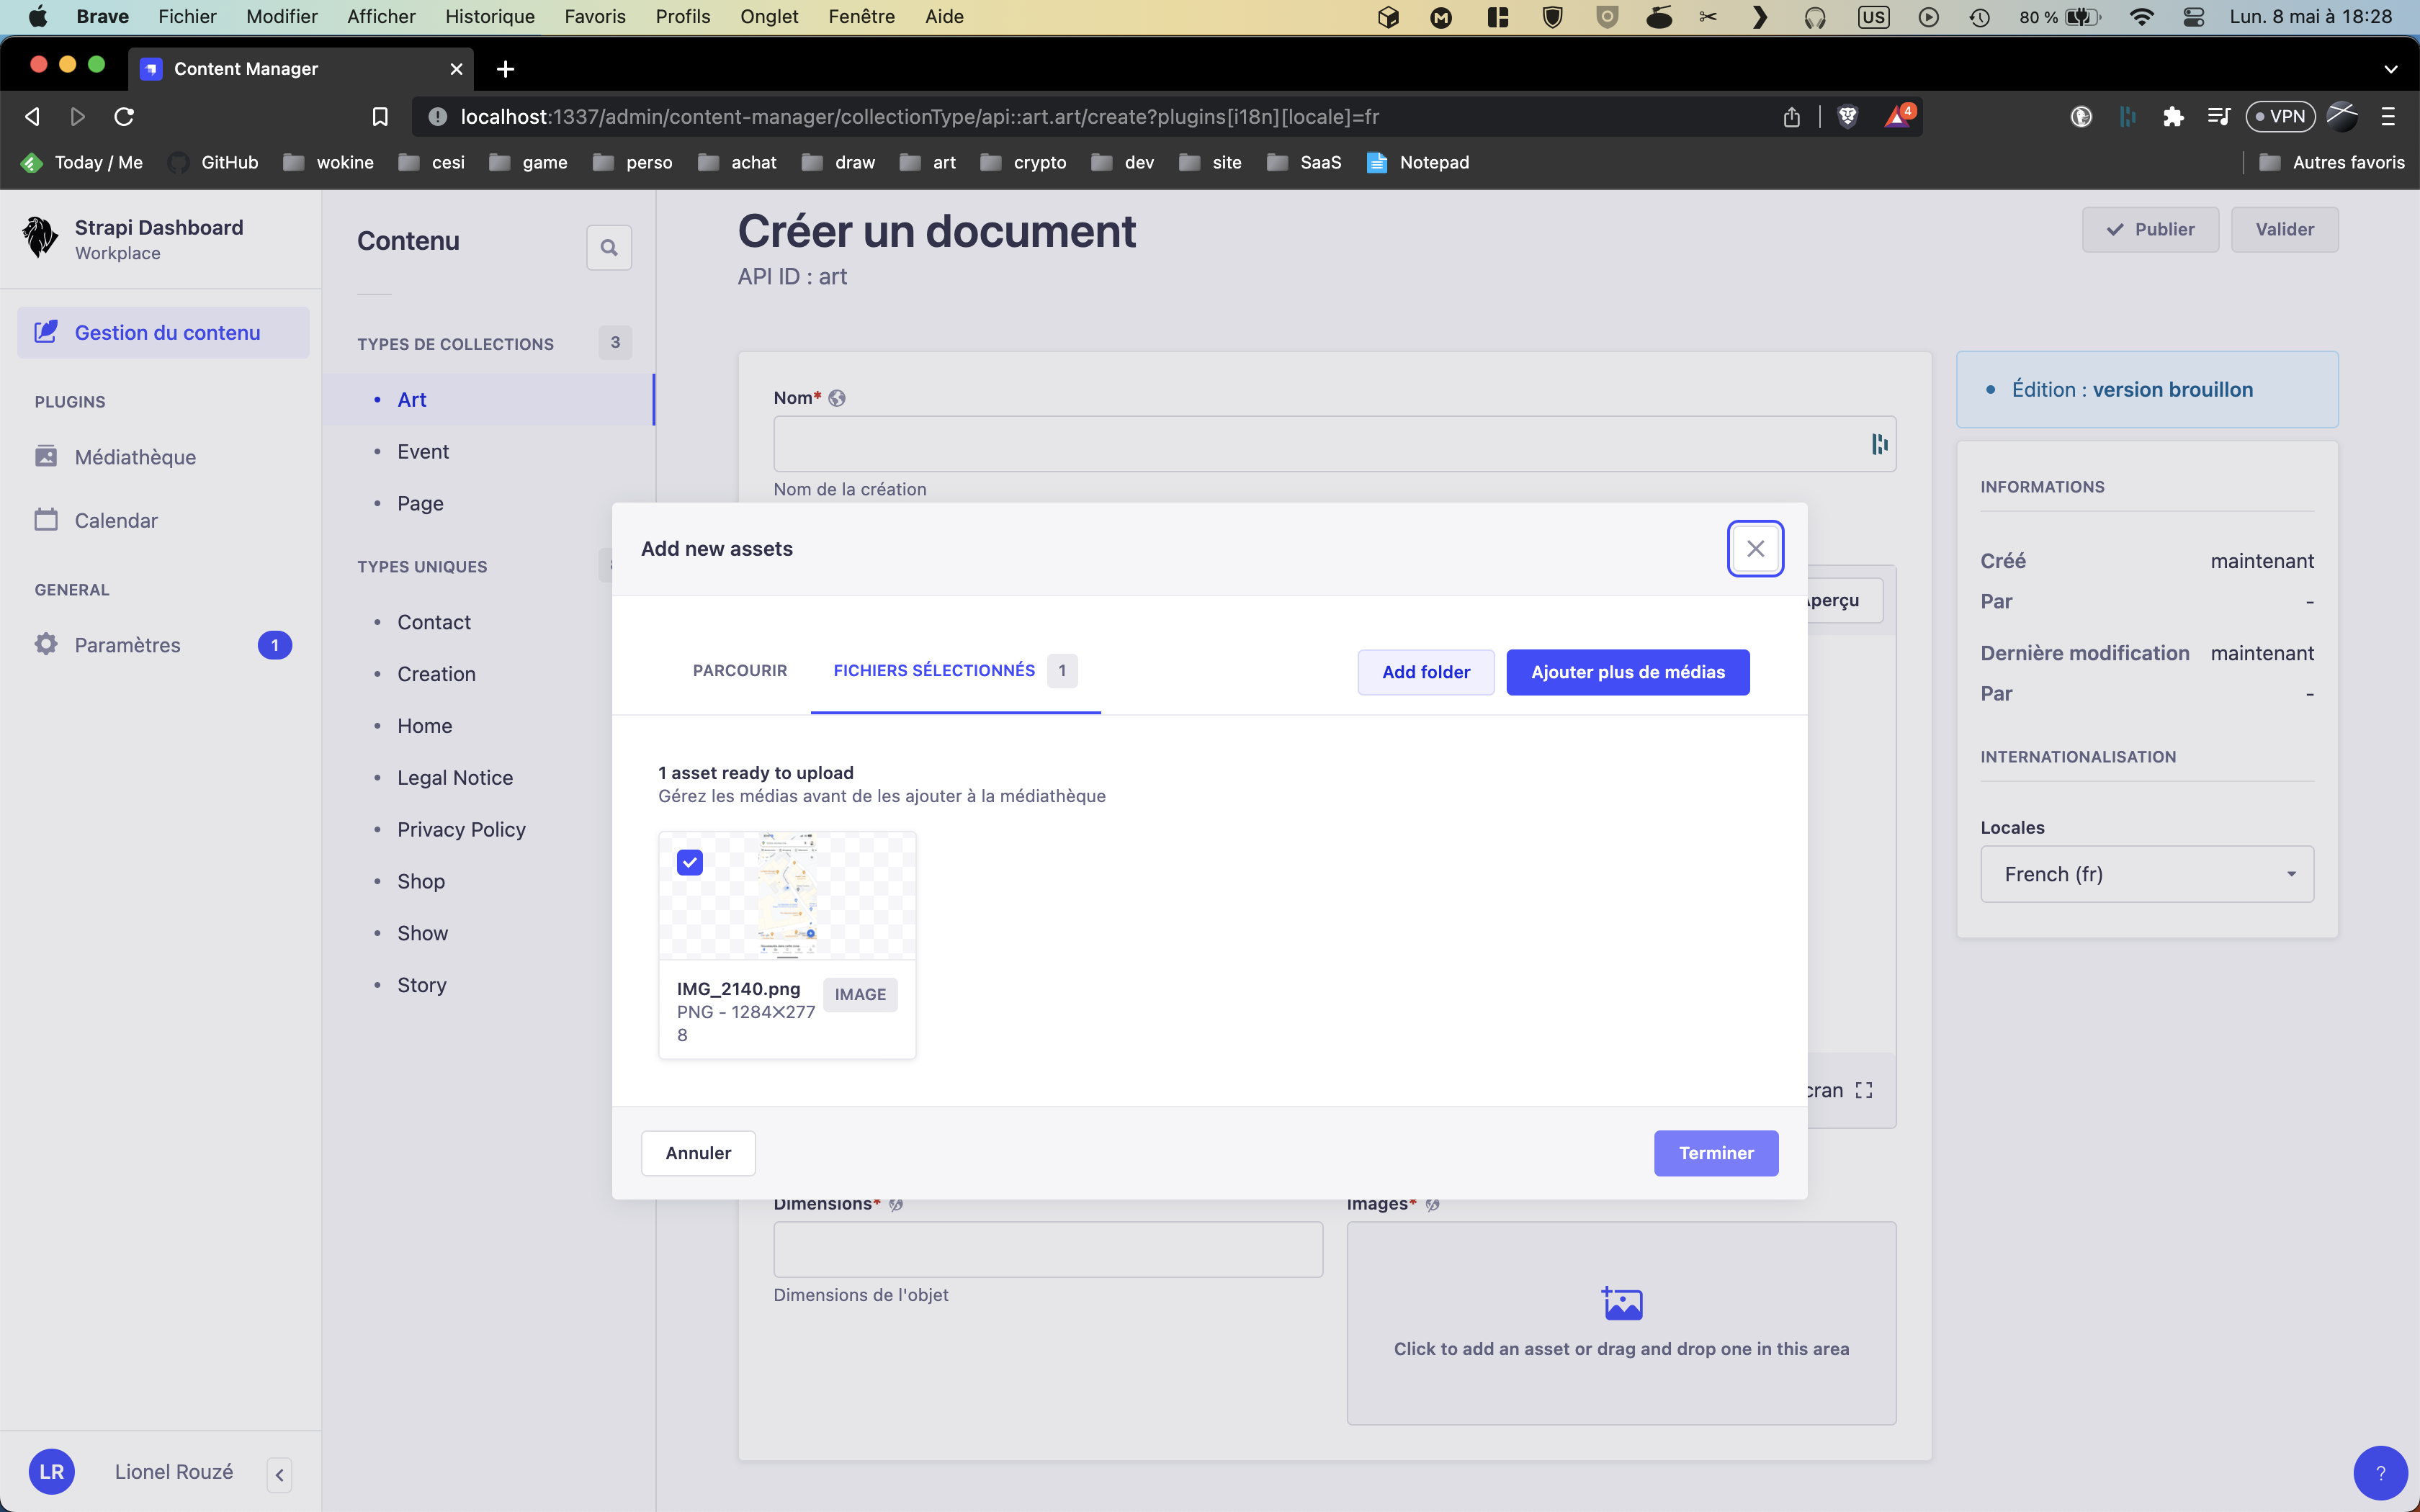 Brave Fichier Modifier Afficher Historique Favoris Profils Onglet Fenêtre Aide US 80 % Lun. 8 mai à 18:28
Content Manager
localhost:1337/admin/content-manager/collectionType/api::art.art/create?plugins[i18n][locale]=fr 4 VPN
Today / Me GitHub wokine cesi game perso achat draw art crypto dev site SaaS Notepad Autres favoris
Strapi Dashboard
Workplace
Gestion du contenu
PLUGINS
Médiathèque
Calendar
GENERAL
Paramètres 1
LR Lionel Rouzé
Contenu
TYPES DE COLLECTIONS 3
Art
Event
Page
TYPES UNIQUES
Contact
Creation
Home
Legal Notice
Privacy Policy
Shop
Show
Story
Créer un document
API ID : art
Publier Valider
Nom*
Nom de la création
Add new assets
PARCOURIR FICHIERS SÉLECTIONNÉS 1 Add folder Ajouter plus de médias
1 asset ready to upload
Gérez les médias avant de les ajouter à la médiathèque
IMG_2140.png IMAGE
PNG - 1284✕277
8
Annuler Terminer
perçu
cran
Dimensions* Images*
Dimensions de l'objet
Click to add an asset or drag and drop one in this area
Édition : version brouillon
INFORMATIONS
Créé maintenant
Par -
Dernière modification maintenant
Par -
INTERNATIONALISATION
Locales
French (fr)
?